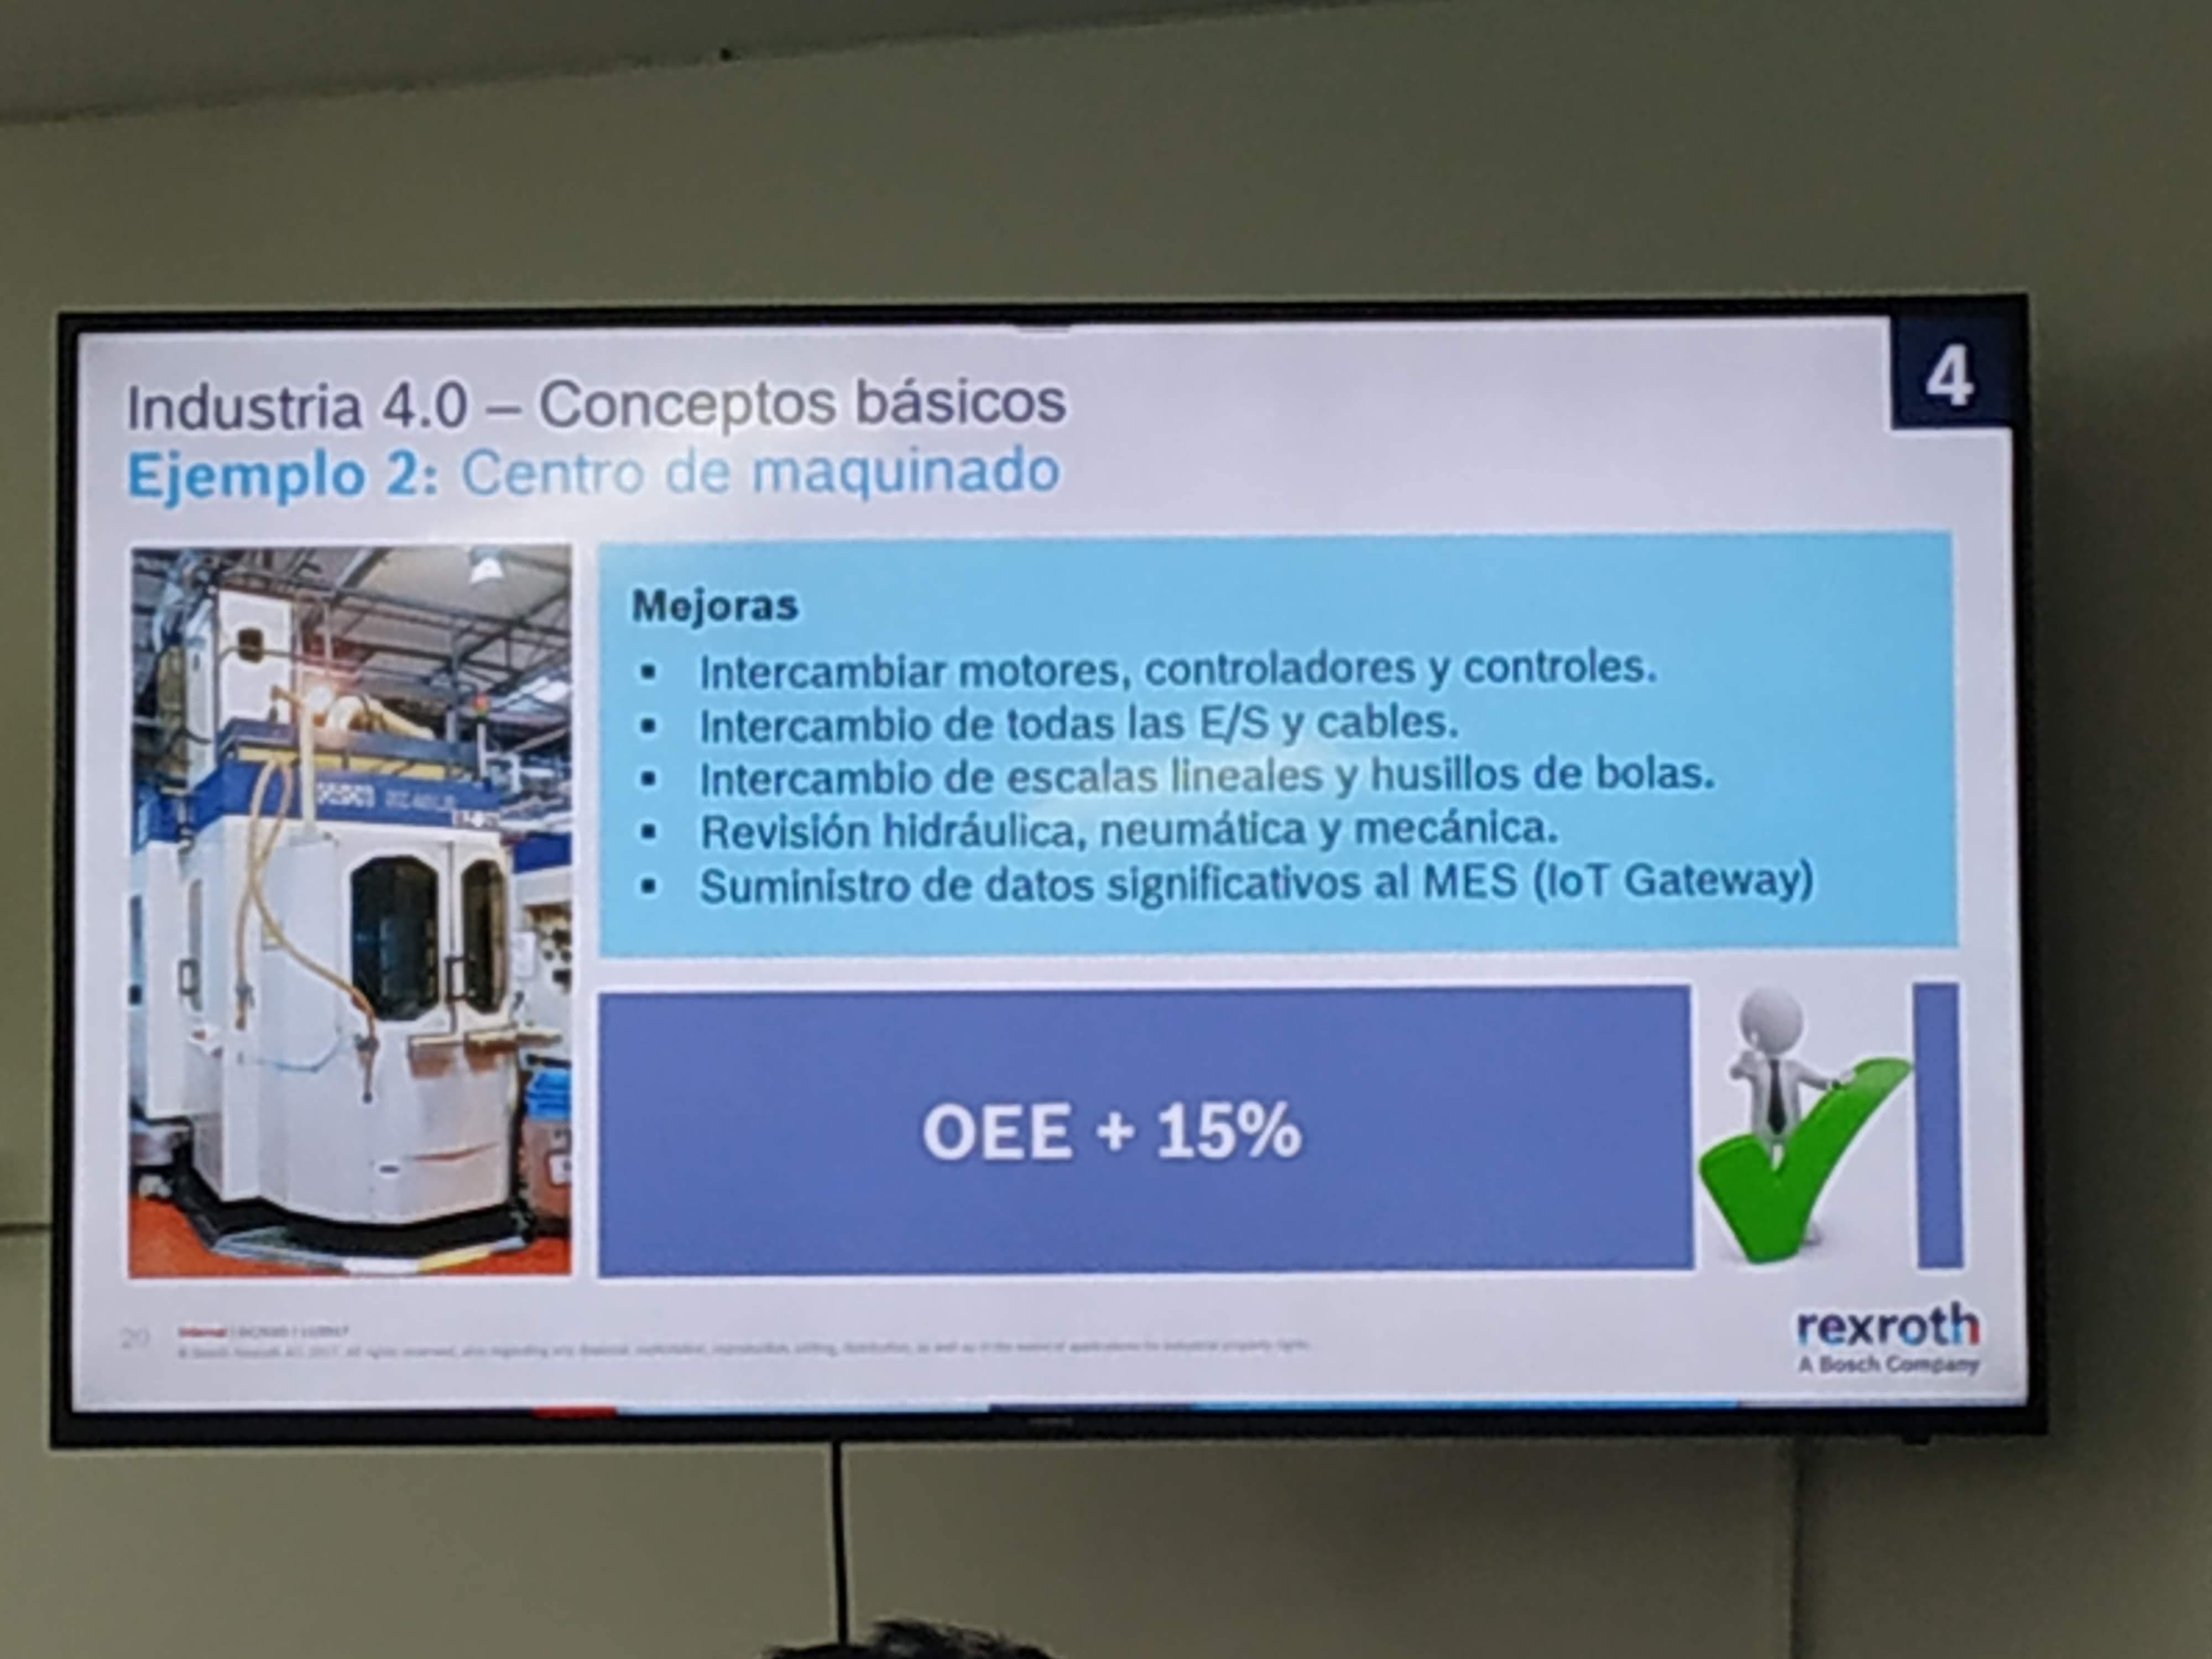 4
Industria 4.0 – Conceptos básicos
Ejemplo 2: Centro de maquinado
Mejoras
▪ Intercambiar motores, controladores y controles.
▪ Intercambio de todas las E/S y cables.
▪ Intercambio de escalas lineales y husillos de bolas.
▪ Revisión hidráulica, neumática y mecánica.
▪ Suministro de datos significativos al MES (IoT Gateway)
OEE + 15%
20
rexroth
A Bosch Company